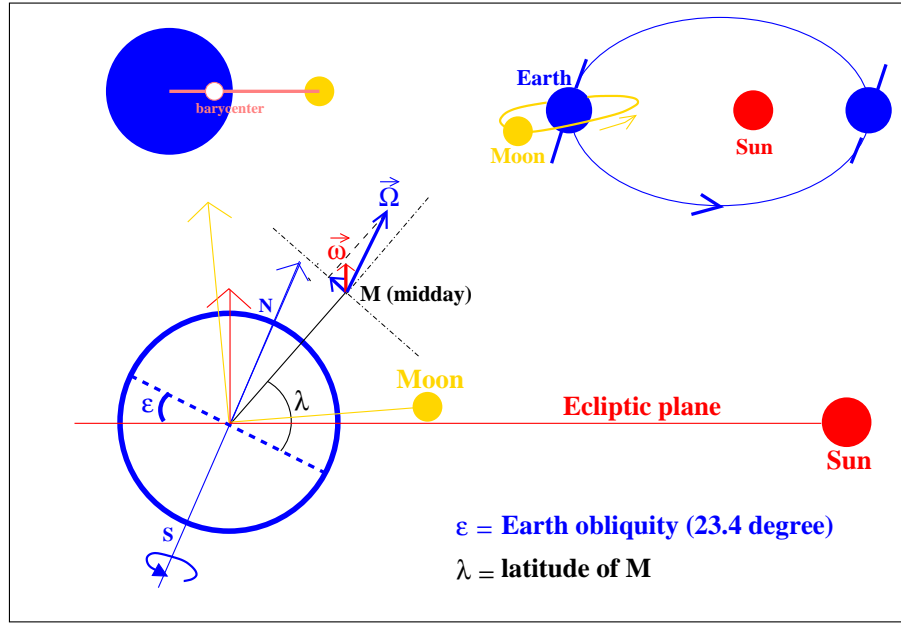 barycenter
Earth
Moon
Sun
Ω
ω
M (midday)
N
Moon
ε
λ
Ecliptic plane
Sun
S
ε = Earth obliquity (23.4 degree)
λ = latitude of M